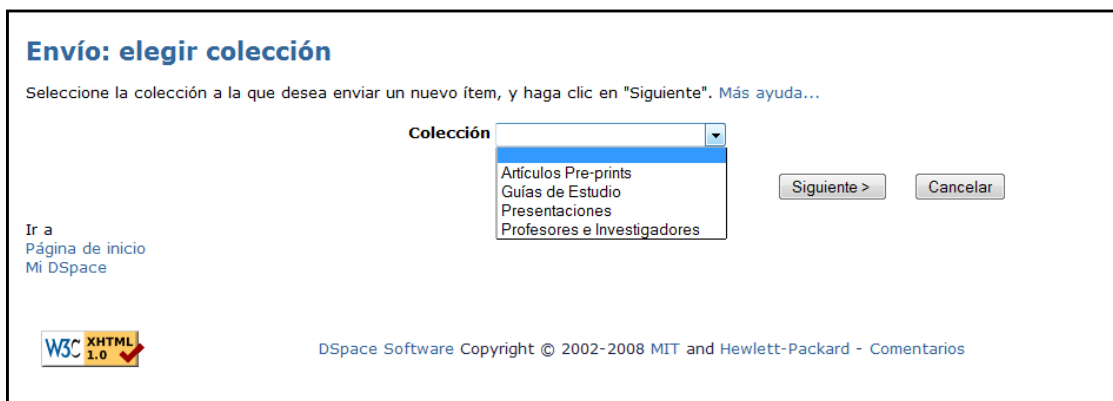 Envío: elegir colección
Seleccione la colección a la que desea enviar un nuevo ítem, y haga clic en "Siguiente". Más ayuda...
Colección
Artículos Pre-prints
Guías de Estudio
Presentaciones
Profesores e Investigadores
Siguiente > Cancelar
Ir a
Página de inicio
Mi DSpace
W3C XHTML 1.0
DSpace Software Copyright © 2002-2008 MIT and Hewlett-Packard - Comentarios